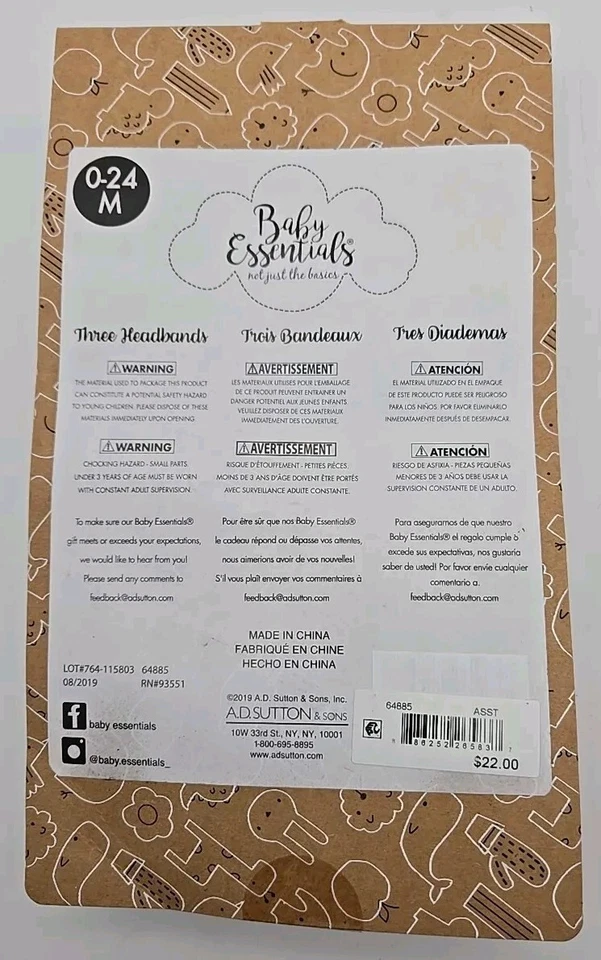 0-24
M
Baby
Essentials®
not just the basics
Three Headbands
⚠WARNING
THE MATERIAL USED TO PACKAGE THIS PRODUCT
CAN CONSTITUTE A POTENTIAL SAFETY HAZARD
TO YOUNG CHILDREN. PLEASE DISPOSE OF THESE
MATERIALS IMMEDIATELY UPON OPENING.
⚠WARNING
CHOCKING HAZARD - SMALL PARTS.
UNDER 3 YEARS OF AGE MUST BE WORN
WITH CONSTANT ADULT SUPERVISION.
To make sure our Baby Essentials®
gift meets or exceeds your expectations,
we would like to hear from you!
Please send any comments to
feedback@adsutton.com
Trois Bandeaux
⚠AVERTISSEMENT
LES MATERIAUX UTILISES POUR L'EMBALLAGE
DE CE PRODUIT PEUVENT ENTRAINER UN
DANGER POTENTIEL AUX JEUNES ENFANTS.
VEUILLEZ DISPOSER DE CES MATERIAUX
IMMEDIATEMENT DES L'OUVERTURE.
⚠AVERTISSEMENT
RISQUE D'ÉTOUFFEMENT - PETITES PIÈCES.
MOINS DE 3 ANS D'ÂGE DOIVENT ÊTRE PORTÉS
AVEC SURVEILLANCE ADULTE CONSTANTE.
Pour être sûr que nos Baby Essentials®
le cadeau répond ou dépasse vos attentes,
nous aimerions avoir de vos nouvelles!
S'il vous plaît envoyer vos commentaires à
feedback@adsutton.com
Tres Diademas
⚠ATENCIÓN
EL MATERIAL UTILIZADO EN EL EMPAQUE
DE ESTE PRODUCTO PUEDE SER PELIGROSO
PARA LOS NIÑOS. POR FAVOR ELIMINARLO
INMEDIATAMENTE DESPUÉS DE DESEMPACAR.
⚠ATENCIÓN
RIESGO DE ASFIXIA - PIEZAS PEQUEÑAS
MENORES DE 3 AÑOS DEBE USAR LA
SUPERVISIÓN CONSTANTE DE UN ADULTO.
Para asegurarnos de que nuestro
Baby Essentials® el regalo cumple o
excede sus expectativas, nos gustaría
saber de usted! Por favor envíe cualquier
comentario a.
feedback@adsutton.com
MADE IN CHINA
FABRIQUÉ EN CHINE
HECHO EN CHINA
LOT#764-115803 64885
08/2019 RN#93551
baby essentials
@baby.essentials_
©2019 A.D. Sutton & Sons, Inc.
A.D. SUTTON & SONS
10W 33rd St., NY, NY, 10001
1-800-695-8895
www.adsutton.com
64885 ASST
86252 26583
$22.00